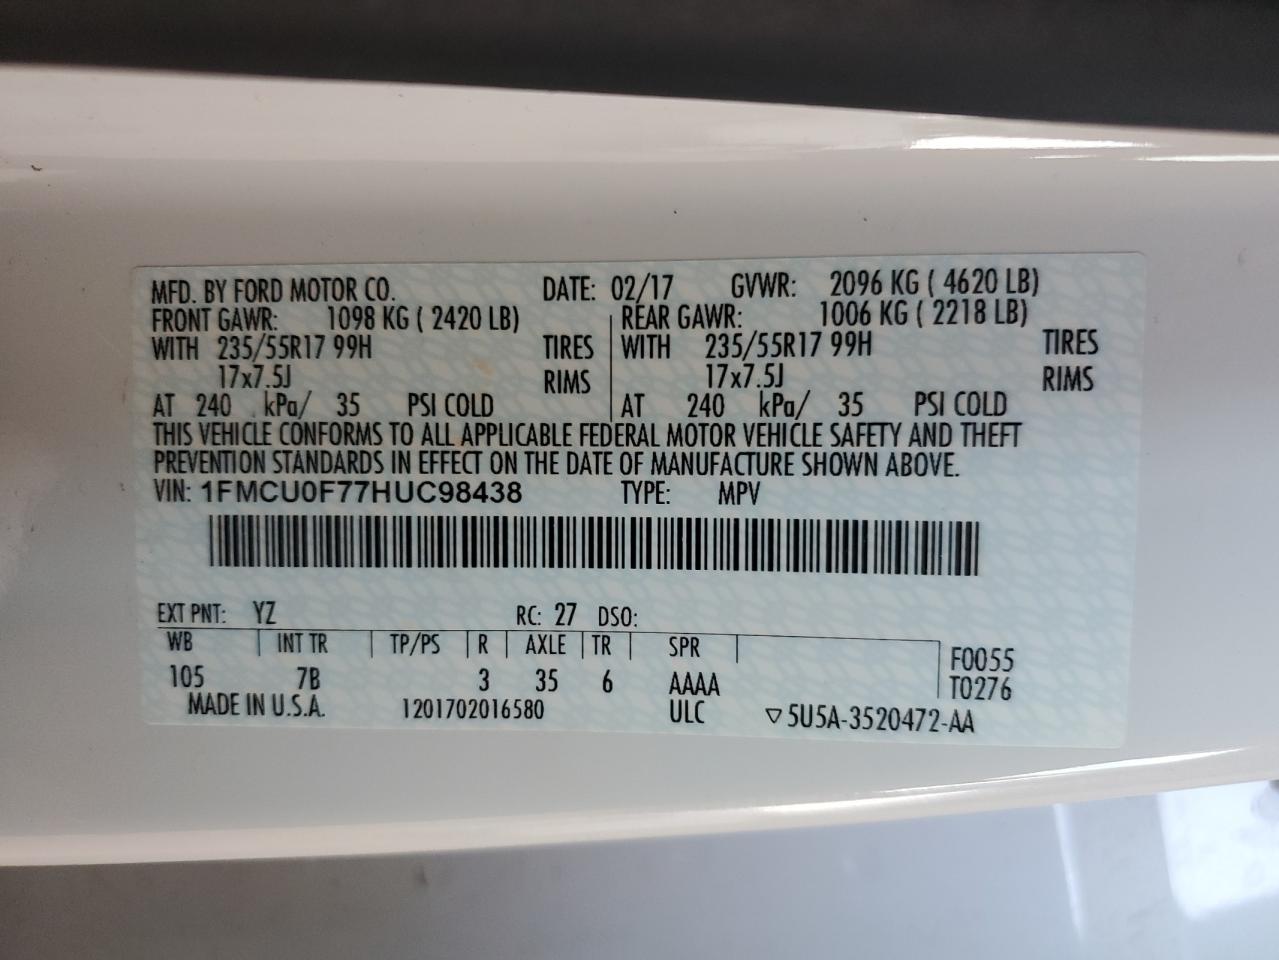 MFD. BY FORD MOTOR CO. DATE: 02/17 GVWR: 2096 KG ( 4620 LB)
FRONT GAWR: 1098 KG ( 2420 LB) REAR GAWR: 1006 KG ( 2218 LB)
WITH 235/55R17 99H TIRES WITH 235/55R17 99H TIRES
17x7.5J RIMS 17x7.5J RIMS
AT 240 kPa/ 35 PSI COLD AT 240 kPa/ 35 PSI COLD
THIS VEHICLE CONFORMS TO ALL APPLICABLE FEDERAL MOTOR VEHICLE SAFETY AND THEFT
PREVENTION STANDARDS IN EFFECT ON THE DATE OF MANUFACTURE SHOWN ABOVE.
VIN: 1FMCU0F77HUC98438 TYPE: MPV
EXT PNT: YZ RC: 27 DSO:
WB INT TR TP/PS R AXLE TR SPR F0055
105 7B 3 35 6 AAAA T0276
MADE IN U.S.A. 1201702016580 ULC ▽5U5A-3520472-AA